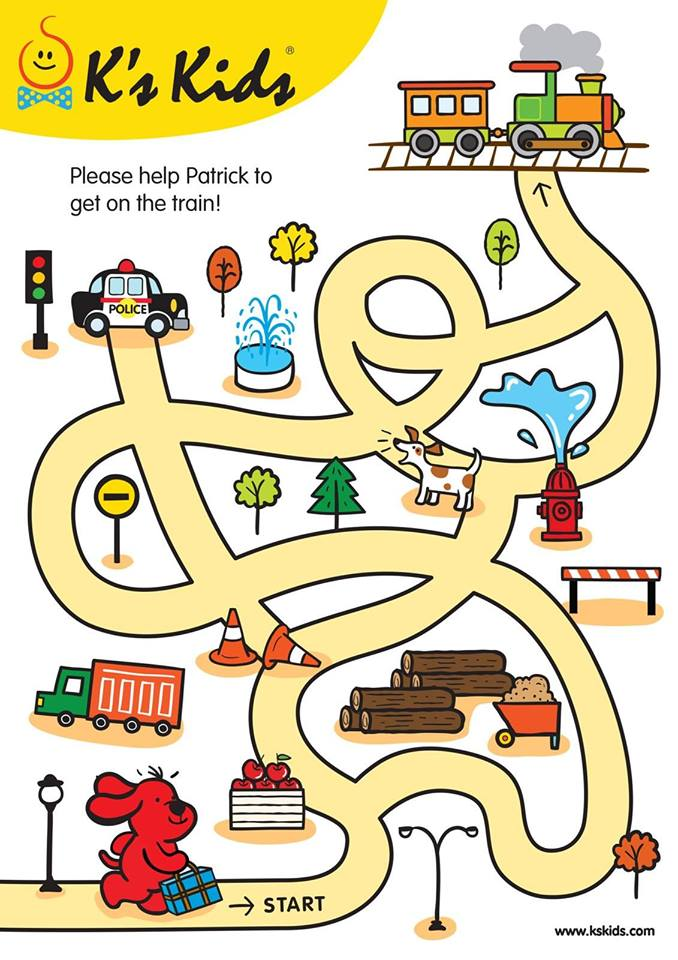 K's Kids®
Please help Patrick to
get on the train!
POLICE
START
www.kskids.com